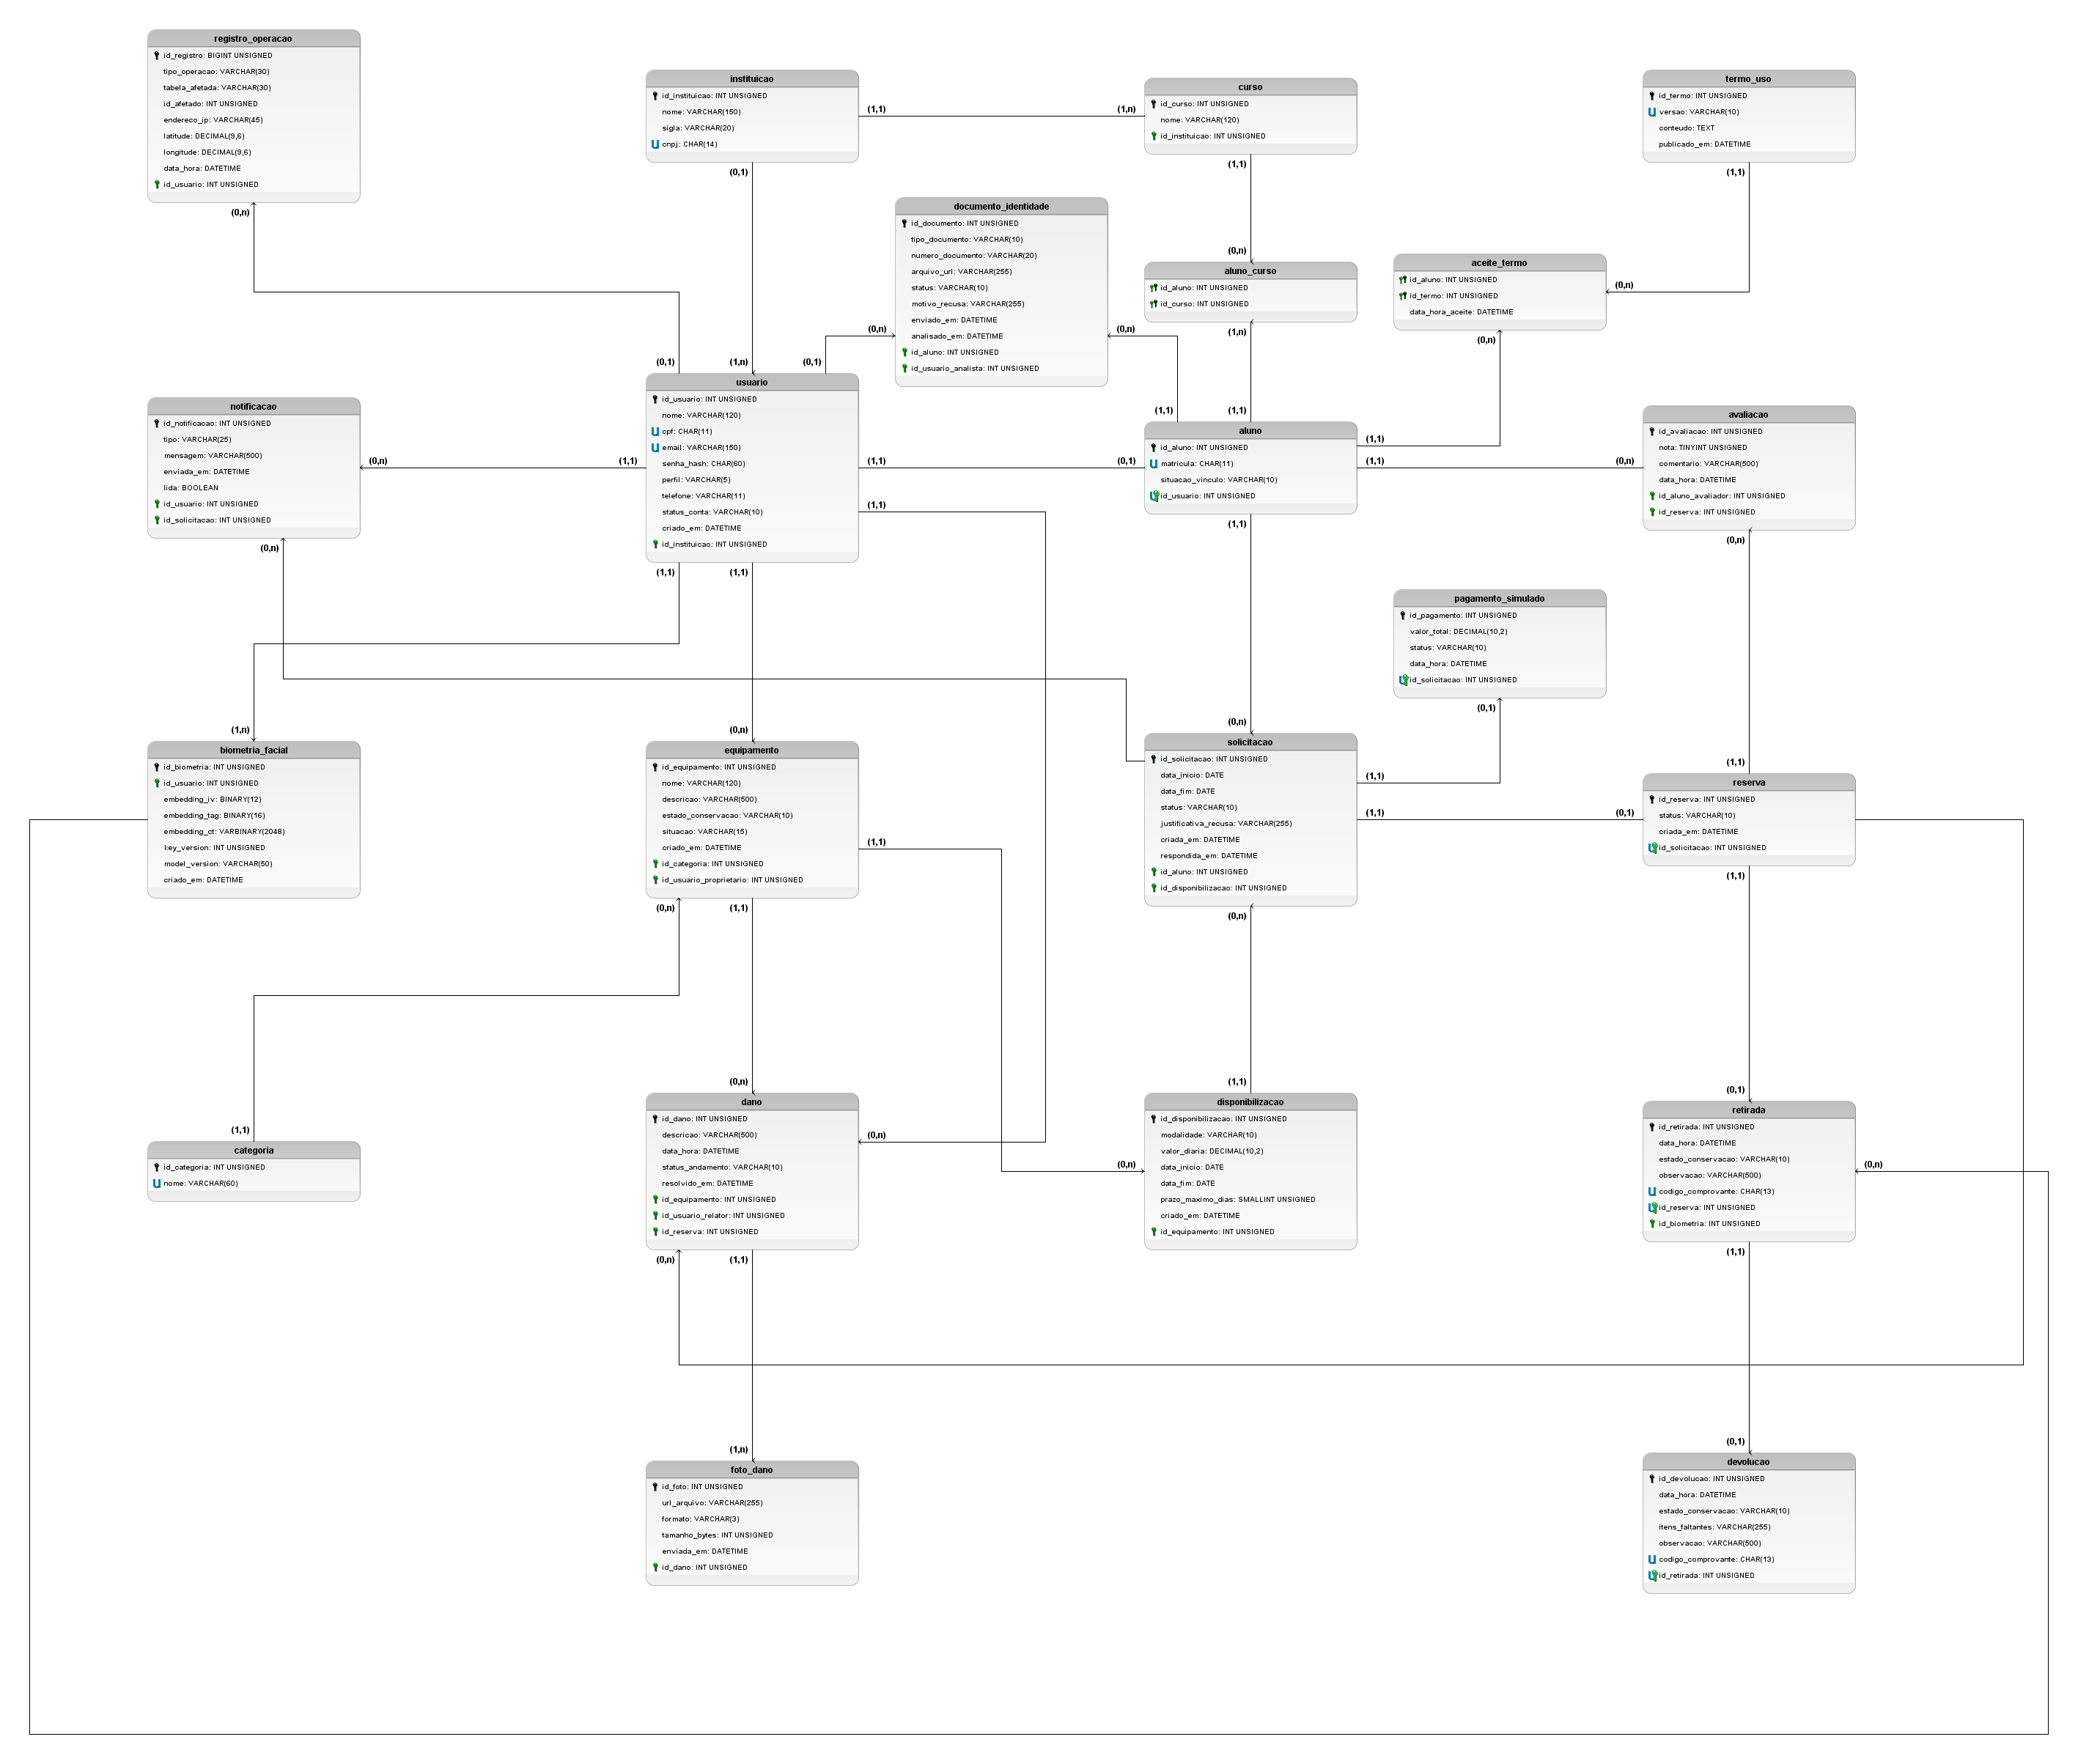 registro_operacao
id_registro: BIGINT UNSIGNED
tipo_operacao: VARCHAR(30)
tabela_afetada: VARCHAR(30)
id_afetado: INT UNSIGNED
endereco_ip: VARCHAR(45)
latitude: DECIMAL(9,6)
longitude: DECIMAL(9,6)
data_hora: DATETIME
id_usuario: INT UNSIGNED
(0,n)
instituicao
id_instituicao: INT UNSIGNED
nome: VARCHAR(150)
sigla: VARCHAR(20)
U cnpj: CHAR(14)
(1,1)
(1,n)
(0,1)
curso
id_curso: INT UNSIGNED
nome: VARCHAR(120)
id_instituicao: INT UNSIGNED
(1,1)
termo_uso
id_termo: INT UNSIGNED
U versao: VARCHAR(10)
conteudo: TEXT
publicado_em: DATETIME
(1,1)
documento_identidade
id_documento: INT UNSIGNED
tipo_documento: VARCHAR(10)
numero_documento: VARCHAR(20)
arquivo_url: VARCHAR(255)
status: VARCHAR(10)
motivo_recusa: VARCHAR(255)
enviado_em: DATETIME
analisado_em: DATETIME
id_aluno: INT UNSIGNED
id_usuario_analista: INT UNSIGNED
(0,n)
(0,n)
(0,n)
aluno_curso
id_aluno: INT UNSIGNED
id_curso: INT UNSIGNED
(1,n)
aceite_termo
id_aluno: INT UNSIGNED
id_termo: INT UNSIGNED
data_hora_aceite: DATETIME
(0,n)
(0,n)
(0,1)
(1,n)
(0,1)
usuario
id_usuario: INT UNSIGNED
nome: VARCHAR(120)
U cpf: CHAR(11)
U email: VARCHAR(150)
senha_hash: CHAR(60)
perfil: VARCHAR(5)
telefone: VARCHAR(11)
status_conta: VARCHAR(10)
criado_em: DATETIME
id_instituicao: INT UNSIGNED
(1,1)
(1,1)
(1,1)
(1,1)
(1,1)
notificacao
id_notificacao: INT UNSIGNED
tipo: VARCHAR(25)
mensagem: VARCHAR(500)
enviada_em: DATETIME
lida: BOOLEAN
id_usuario: INT UNSIGNED
id_solicitacao: INT UNSIGNED
(0,n)
(0,n)
(1,1)
(1,1)
aluno
id_aluno: INT UNSIGNED
U matricula: CHAR(11)
situacao_vinculo: VARCHAR(10)
U id_usuario: INT UNSIGNED
(0,1)
(1,1)
(1,1)
(1,1)
avaliacao
id_avaliacao: INT UNSIGNED
nota: TINYINT UNSIGNED
comentario: VARCHAR(500)
data_hora: DATETIME
id_aluno_avaliador: INT UNSIGNED
id_reserva: INT UNSIGNED
(0,n)
(0,n)
pagamento_simulado
id_pagamento: INT UNSIGNED
valor_total: DECIMAL(10,2)
status: VARCHAR(10)
data_hora: DATETIME
U id_solicitacao: INT UNSIGNED
(0,1)
(1,n)
biometria_facial
id_biometria: INT UNSIGNED
id_usuario: INT UNSIGNED
embedding_iv: BINARY(12)
embedding_tag: BINARY(16)
embedding_ct: VARBINARY(2048)
key_version: INT UNSIGNED
model_version: VARCHAR(50)
criado_em: DATETIME
(0,n)
equipamento
id_equipamento: INT UNSIGNED
nome: VARCHAR(120)
descricao: VARCHAR(500)
estado_conservacao: VARCHAR(10)
situacao: VARCHAR(15)
criado_em: DATETIME
id_categoria: INT UNSIGNED
id_usuario_proprietario: INT UNSIGNED
(1,1)
(0,n)
(1,1)
(0,n)
solicitacao
id_solicitacao: INT UNSIGNED
data_inicio: DATE
data_fim: DATE
status: VARCHAR(10)
justificativa_recusa: VARCHAR(255)
criada_em: DATETIME
respondida_em: DATETIME
id_aluno: INT UNSIGNED
id_disponibilizacao: INT UNSIGNED
(1,1)
(1,1)
(0,n)
(1,1)
reserva
id_reserva: INT UNSIGNED
status: VARCHAR(10)
criada_em: DATETIME
U id_solicitacao: INT UNSIGNED
(0,1)
(1,1)
(1,1)
categoria
id_categoria: INT UNSIGNED
U nome: VARCHAR(60)
(0,n)
dano
id_dano: INT UNSIGNED
descricao: VARCHAR(500)
data_hora: DATETIME
status_andamento: VARCHAR(10)
resolvido_em: DATETIME
id_equipamento: INT UNSIGNED
id_usuario_relator: INT UNSIGNED
id_reserva: INT UNSIGNED
(0,n)
(0,n)
(1,1)
(1,1)
disponibilizacao
id_disponibilizacao: INT UNSIGNED
modalidade: VARCHAR(10)
valor_diaria: DECIMAL(10,2)
data_inicio: DATE
data_fim: DATE
prazo_maximo_dias: SMALLINT UNSIGNED
criado_em: DATETIME
id_equipamento: INT UNSIGNED
(0,n)
(0,1)
retirada
id_retirada: INT UNSIGNED
data_hora: DATETIME
estado_conservacao: VARCHAR(10)
observacao: VARCHAR(500)
U codigo_comprovante: CHAR(13)
U id_reserva: INT UNSIGNED
id_biometria: INT UNSIGNED
(0,n)
(1,1)
(1,n)
foto_dano
id_foto: INT UNSIGNED
url_arquivo: VARCHAR(255)
formato: VARCHAR(3)
tamanho_bytes: INT UNSIGNED
enviada_em: DATETIME
id_dano: INT UNSIGNED
(0,1)
devolucao
id_devolucao: INT UNSIGNED
data_hora: DATETIME
estado_conservacao: VARCHAR(10)
itens_faltantes: VARCHAR(255)
observacao: VARCHAR(500)
U codigo_comprovante: CHAR(13)
U id_retirada: INT UNSIGNED